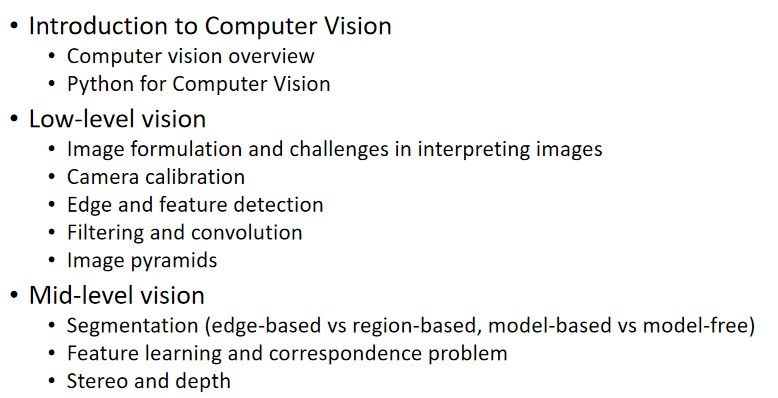 • Introduction to Computer Vision
• Computer vision overview
• Python for Computer Vision
• Low-level vision
• Image formulation and challenges in interpreting images
• Camera calibration
• Edge and feature detection
• Filtering and convolution
• Image pyramids
• Mid-level vision
• Segmentation (edge-based vs region-based, model-based vs model-free)
• Feature learning and correspondence problem
• Stereo and depth